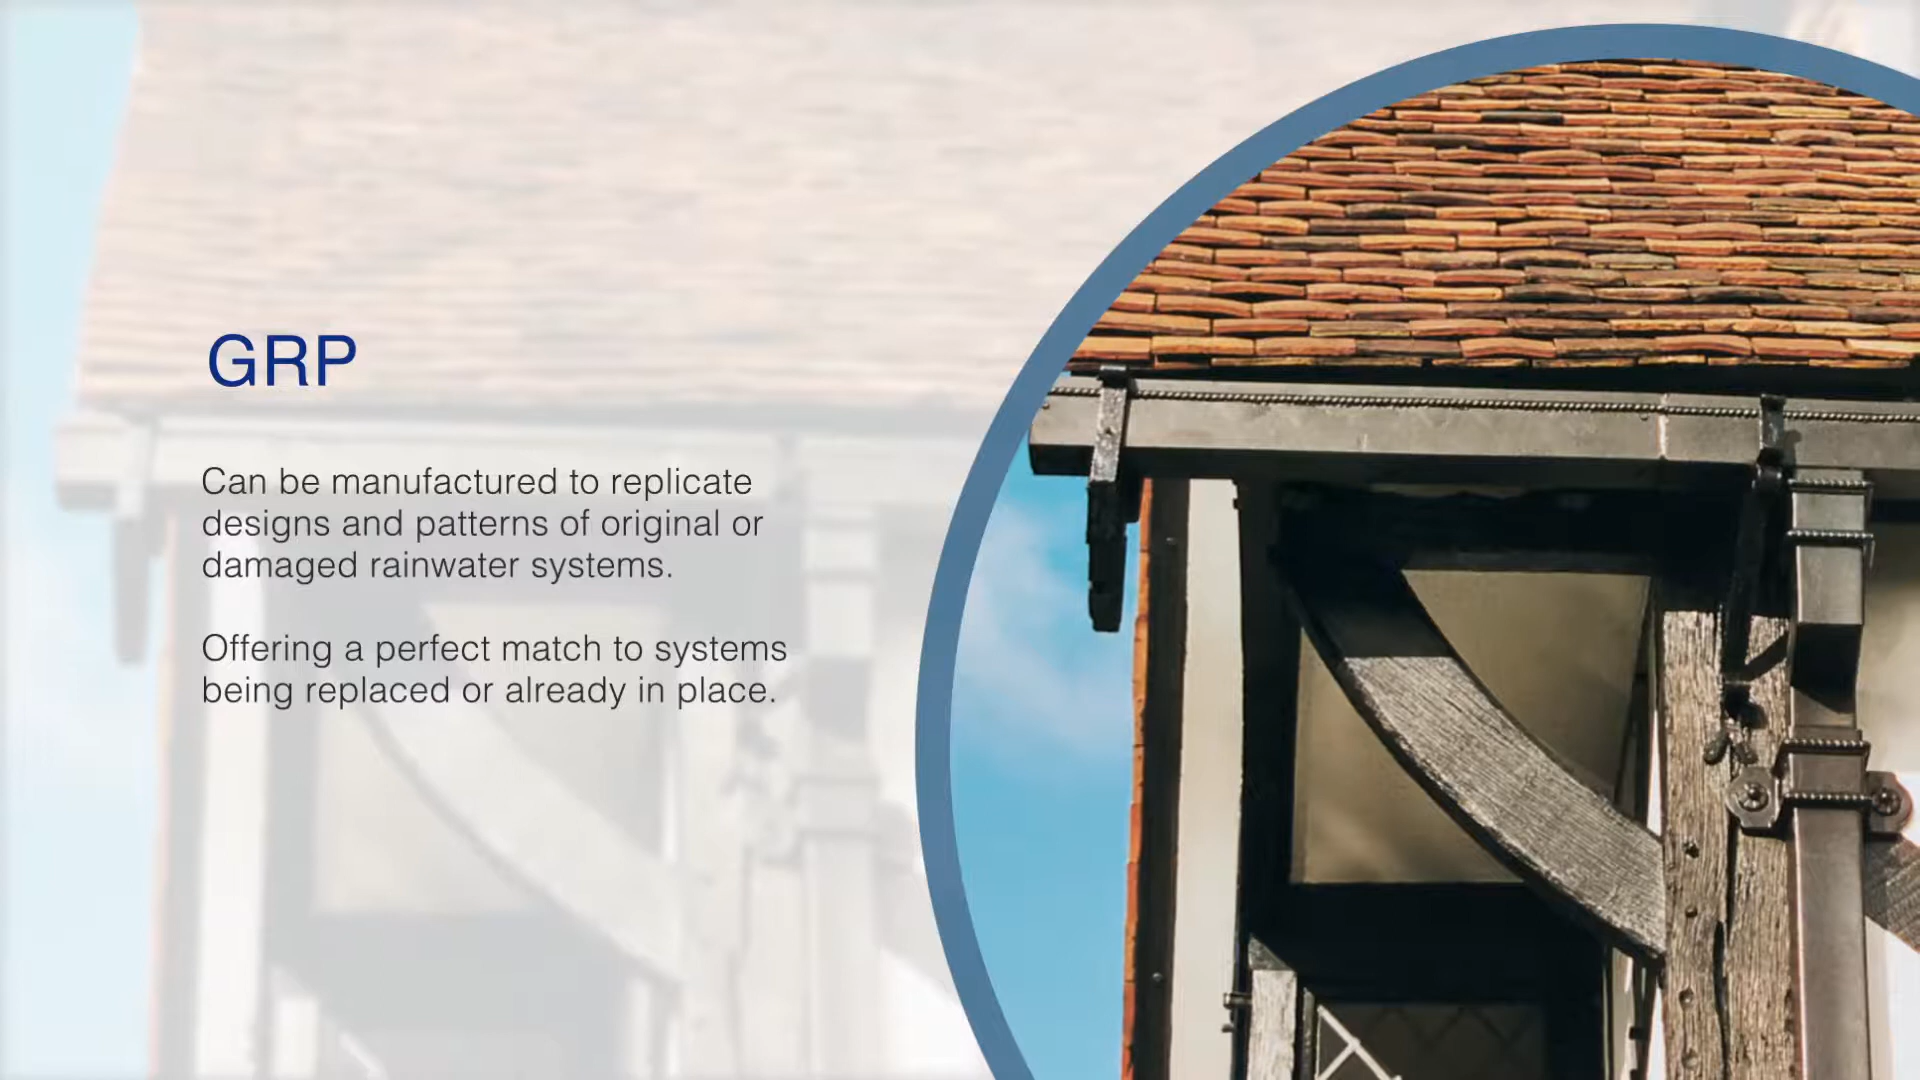 GRP
Can be manufactured to replicate
designs and patterns of original or
damaged rainwater systems.
Offering a perfect match to systems
being replaced or already in place.